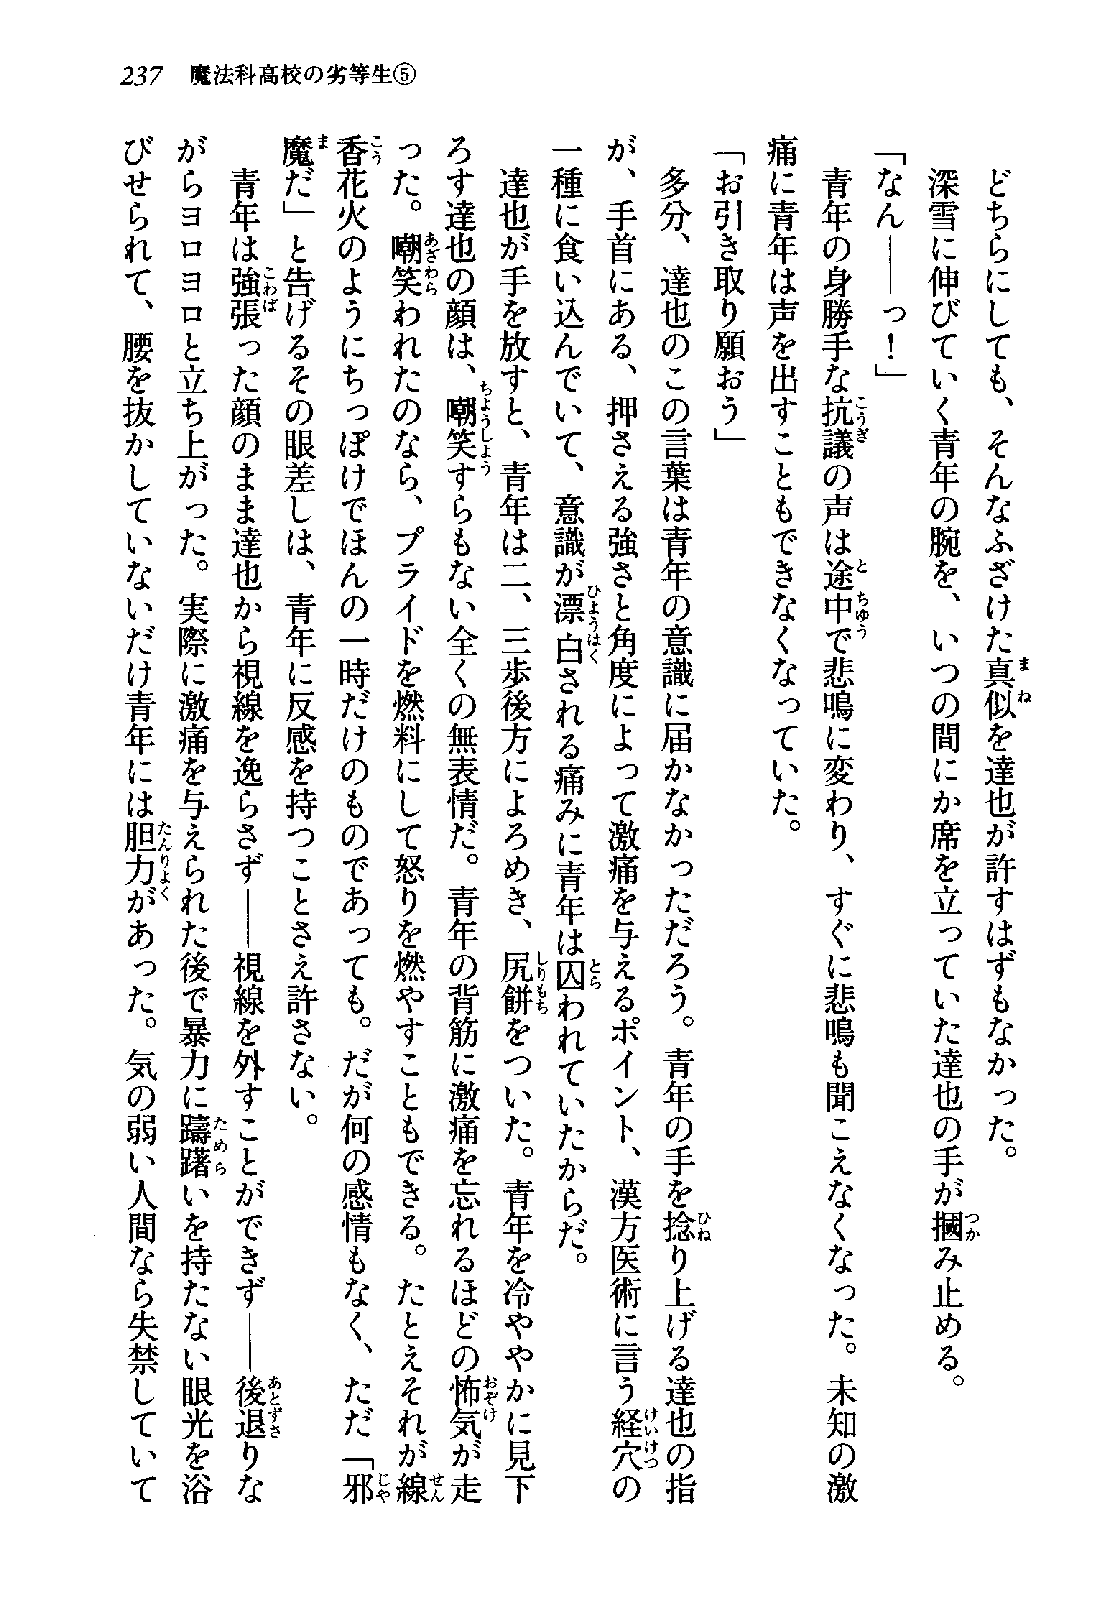 237 魔法科高校の劣等生⑤
どちらにしても、そんなふざけた真似を達也が許すはずもなかった。
深雪に伸びていく青年の腕を、いつの間にか席を立っていた達也の手が摑み止める。
「なん――っ！」
青年の身勝手な抗議の声は途中で悲鳴に変わり、すぐに悲鳴も聞こえなくなった。未知の激
痛に青年は声を出すこともできなくなっていた。
「お引き取り願おう」
多分、達也のこの言葉は青年の意識に届かなかっただろう。青年の手を捻り上げる達也の指
が、手首にある、押さえる強さと角度によって激痛を与えるポイント、漢方医術に言う経穴の
一種に食い込んでいて、意識が漂白される痛みに青年は囚われていたからだ。
達也が手を放すと、青年は二、三歩後方によろめき、尻餅をついた。青年を冷ややかに見下
ろす達也の顔は、嘲笑すらもない全くの無表情だ。青年の背筋に激痛を忘れるほどの怖気が走
った。嘲笑われたのなら、プライドを燃料にして怒りを燃やすこともできる。たとえそれが線
香花火のようにちっぽけでほんの一時だけのものであっても。だが何の感情もなく、ただ「邪
魔だ」と告げるその眼差しは、青年に反感を持つことさえ許さない。
青年は強張った顔のまま達也から視線を逸らさず――視線を外すことができず――後退りな
がらヨロヨロと立ち上がった。実際に激痛を与えられた後で暴力に躊躇いを持たない眼光を浴
びせられて、腰を抜かしていないだけ青年には胆力があった。気の弱い人間なら失禁していて